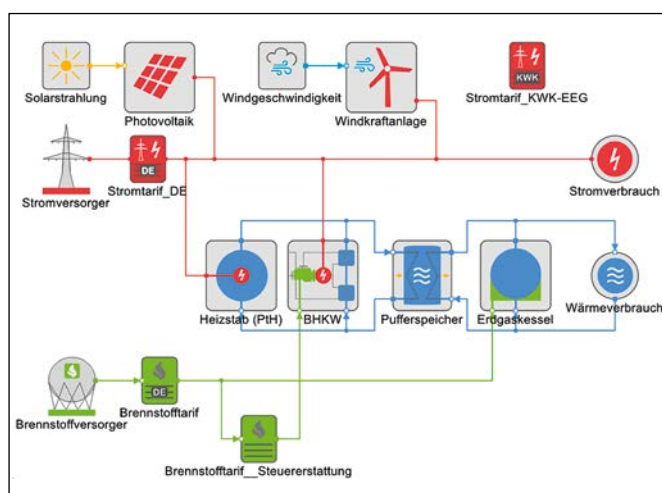 Solarstrahlung
Photovoltaik
Windgeschwindigkeit
Windkraftanlage
KWK
Stromtarif_KWK-EEG
Stromversorger
DE
Stromtarif_DE
Stromverbrauch
Heizstab (PtH)
BHKW
Pufferspeicher
Erdgaskessel
Wärmeverbrauch
Brennstoffversorger
DE
Brennstofftarif
Brennstofftarif__Steuererstattung